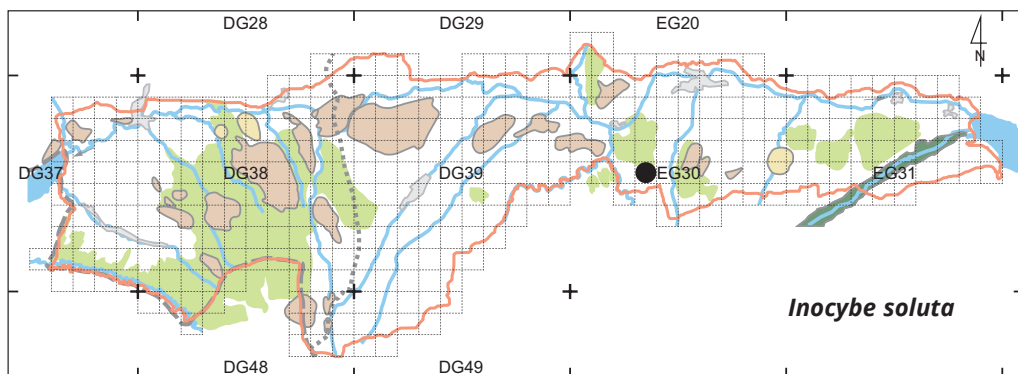 DG28 DG29 EG20
N
DG37 DG38 DG39 EG30 EG31
Inocybe soluta
DG48 DG49